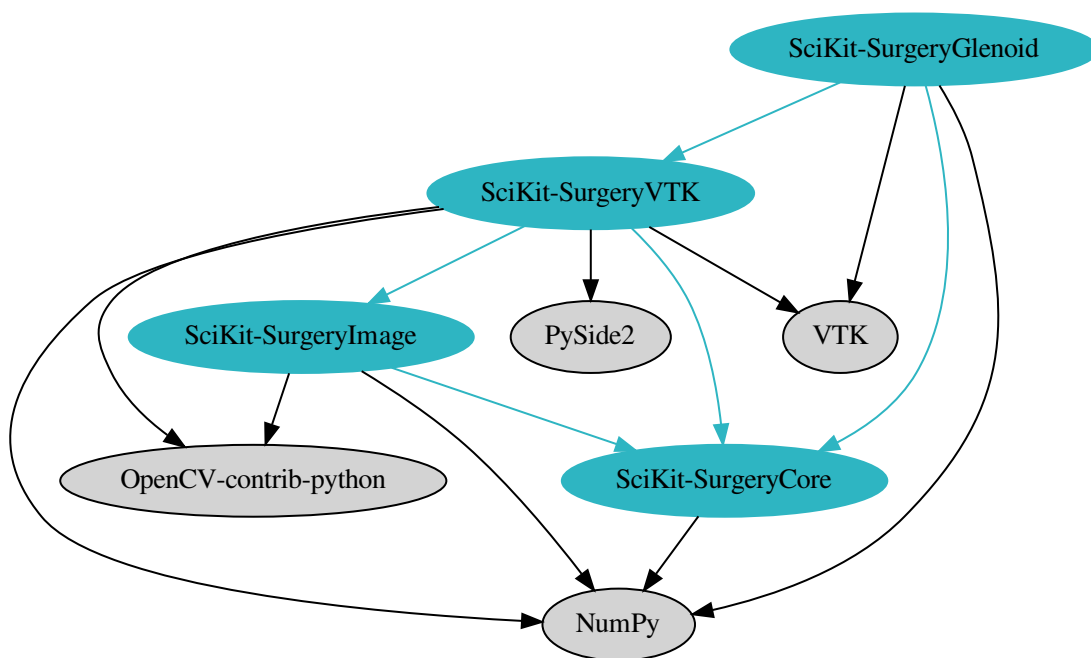 SciKit-SurgeryGlenoid
SciKit-SurgeryVTK
SciKit-SurgeryImage
PySide2
VTK
OpenCV-contrib-python
SciKit-SurgeryCore
NumPy